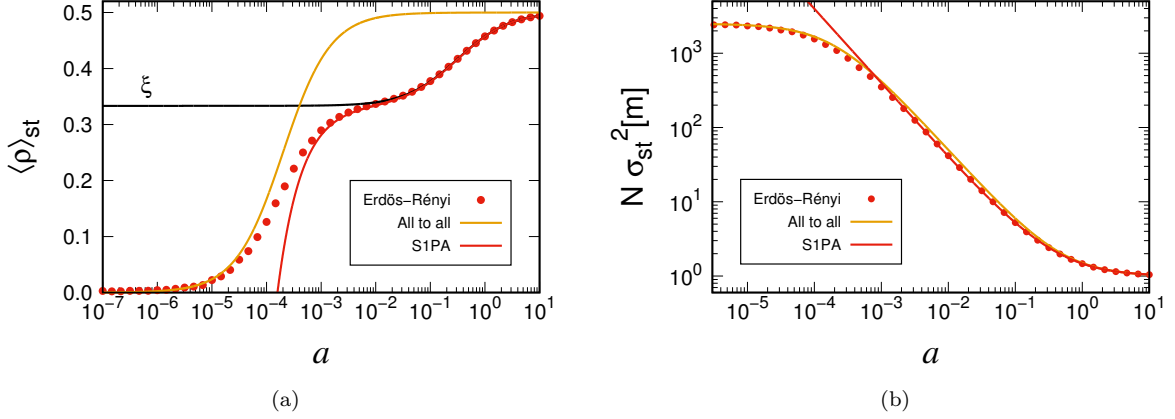 0.5
0.4
0.3
0.2
0.1
0.0
⟨ρ⟩st
ξ
Erdös−Rényi
All to all
S1PA
10−7 10−6 10−5 10−4 10−3 10−2 10−1 100 101
a
(a)
103
102
101
100
N σst2[m]
Erdös−Rényi
All to all
S1PA
10−5 10−4 10−3 10−2 10−1 100 101
a
(b)